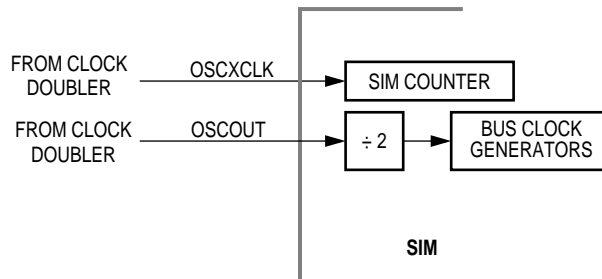 FROM CLOCK
DOUBLER
OSCXCLK
SIM COUNTER
FROM CLOCK
DOUBLER
OSCOUT
÷ 2
BUS CLOCK
GENERATORS
SIM